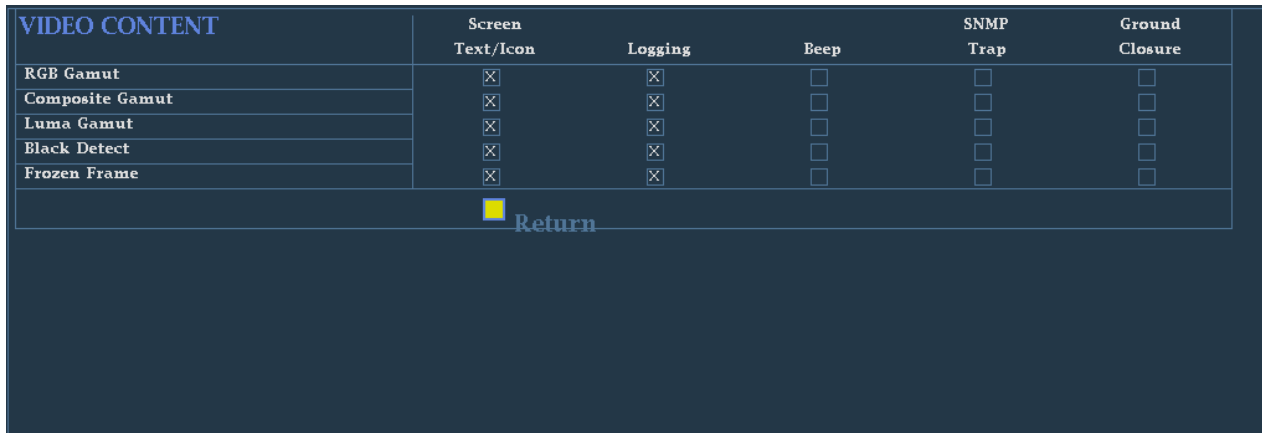 VIDEO CONTENT Screen SNMP Ground
Text/Icon Logging Beep Trap Closure
RGB Gamut X X
Composite Gamut X X
Luma Gamut X X
Black Detect X X
Frozen Frame X X
Return